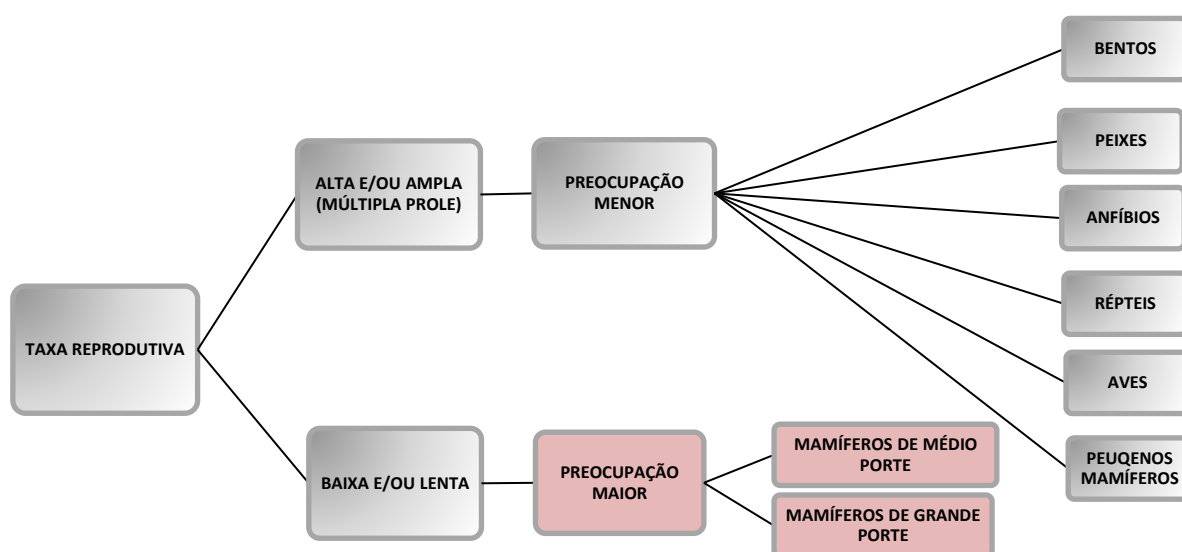 BENTOS
PEIXES
ALTA E/OU AMPLA
(MÚLTIPLA PROLE)
PREOCUPAÇÃO
MENOR
ANFÍBIOS
RÉPTEIS
TAXA REPRODUTIVA
AVES
MAMÍFEROS DE MÉDIO
PORTE
PEUQENOS
MAMÍFEROS
BAIXA E/OU LENTA
PREOCUPAÇÃO
MAIOR
MAMÍFEROS DE GRANDE
PORTE